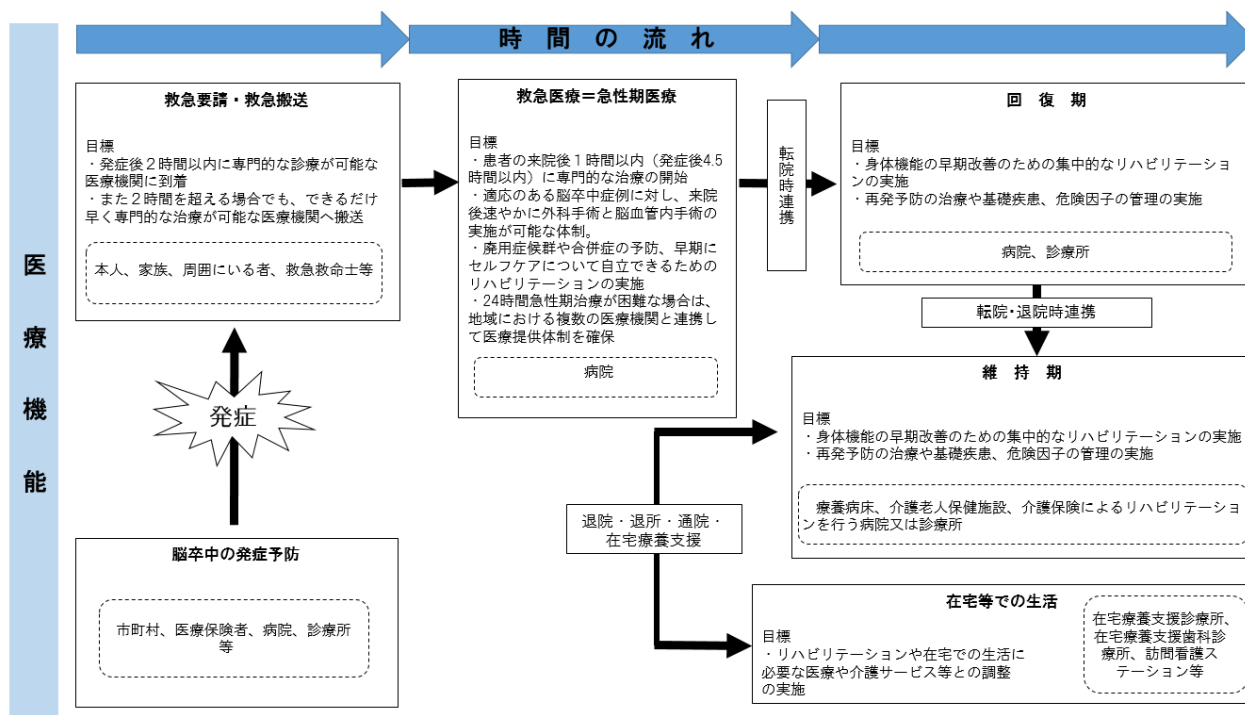 時間の流れ
医療機能
救急要請・救急搬送
目標
・発症後２時間以内に専門的な診療が可能な
医療機関に到着
・また２時間を超える場合でも、できるだけ
早く専門的な治療が可能な医療機関へ搬送
本人、家族、周囲にいる者、救急救命士等
発症
脳卒中の発症予防
市町村、医療保険者、病院、診療所
等
救急医療＝急性期医療
目標
・患者の来院後１時間以内（発症後4.5
時間以内）に専門的な治療の開始
・適応のある脳卒中症例に対し、来院
後速やかに外科手術と脳血管内手術の
実施が可能な体制。
・廃用症候群や合併症の予防、早期に
セルフケアについて自立できるための
リハビリテーションの実施
・24時間急性期治療が困難な場合は、
地域における複数の医療機関と連携し
て医療提供体制を確保
病院
転院時連携
回復期
目標
・身体機能の早期改善のための集中的なリハビリテーショ
ンの実施
・再発予防の治療や基礎疾患、危険因子の管理の実施
病院、診療所
転院・退院時連携
維持期
目標
・身体機能の早期改善のための集中的なリハビリテーションの実施
・再発予防の治療や基礎疾患、危険因子の管理の実施
療養病床、介護老人保健施設、介護保険によるリハビリテーショ
ンを行う病院又は診療所
退院・退所・通院・
在宅療養支援
在宅等での生活
目標
・リハビリテーションや在宅での生活に
必要な医療や介護サービス等との調整
の実施
在宅療養支援診療所、
在宅療養支援歯科診
療所、訪問看護ス
テーション等